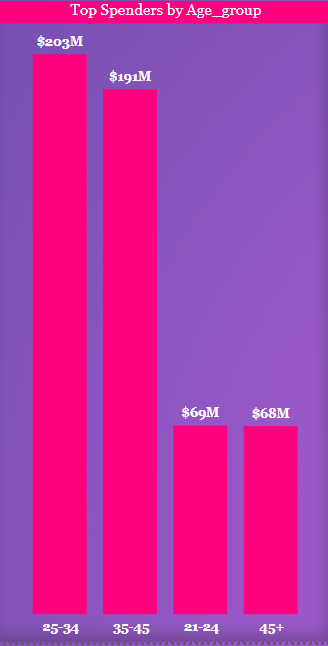 Top Spenders by Age_group
$203M
$191M
$69M
$68M
25-34
35-45
21-24
45+